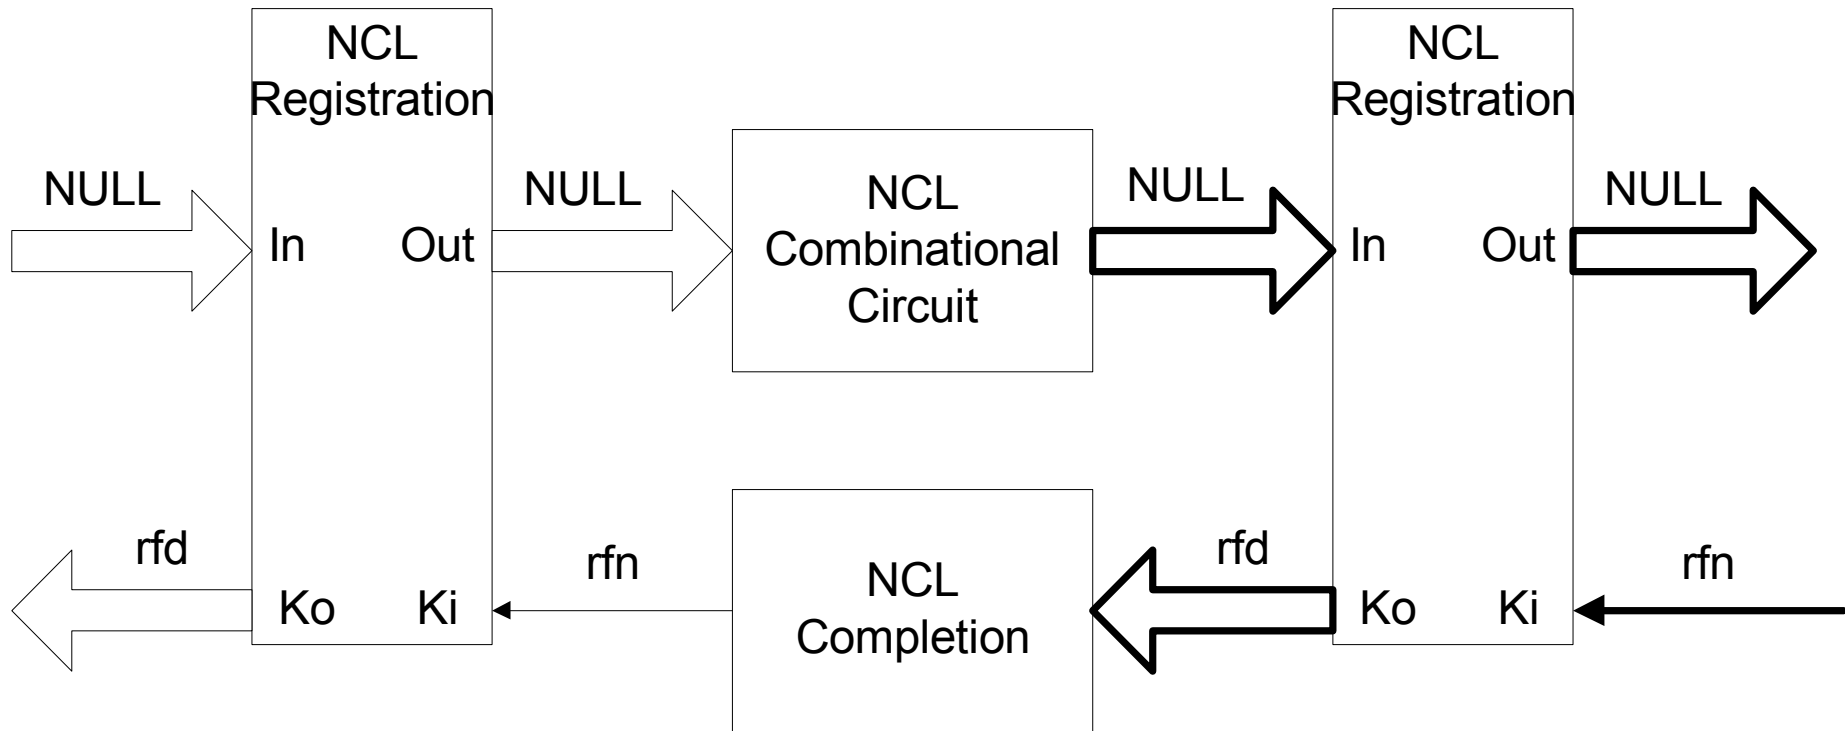 NCL
Registration
NCL
Registration
NULL
NULL
NULL
NULL
In
Out
NCL
Combinational
Circuit
In
Out
rfd
rfn
rfd
rfn
Ko
Ki
NCL
Completion
Ko
Ki